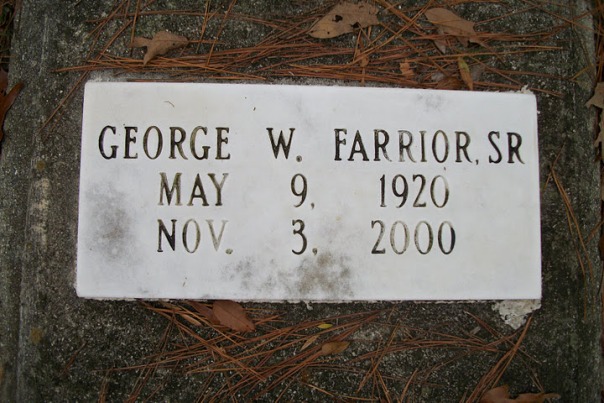 GEORGE W. FARRIOR, SR
MAY 9, 1920
NOV. 3, 2000